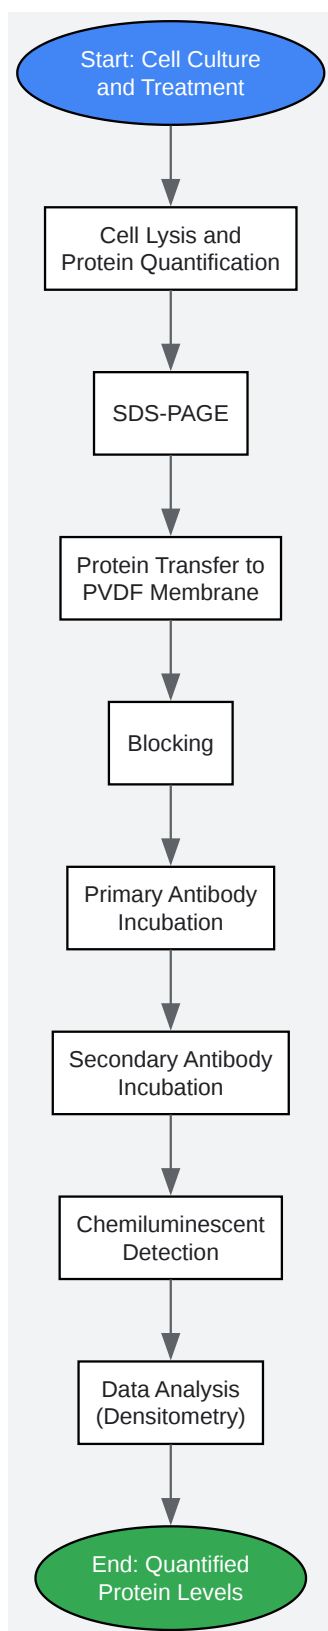 Start: Cell Culture
and Treatment
Cell Lysis and
Protein Quantification
SDS-PAGE
Protein Transfer to
PVDF Membrane
Blocking
Primary Antibody
Incubation
Secondary Antibody
Incubation
Chemiluminescent
Detection
Data Analysis
(Densitometry)
End: Quantified
Protein Levels